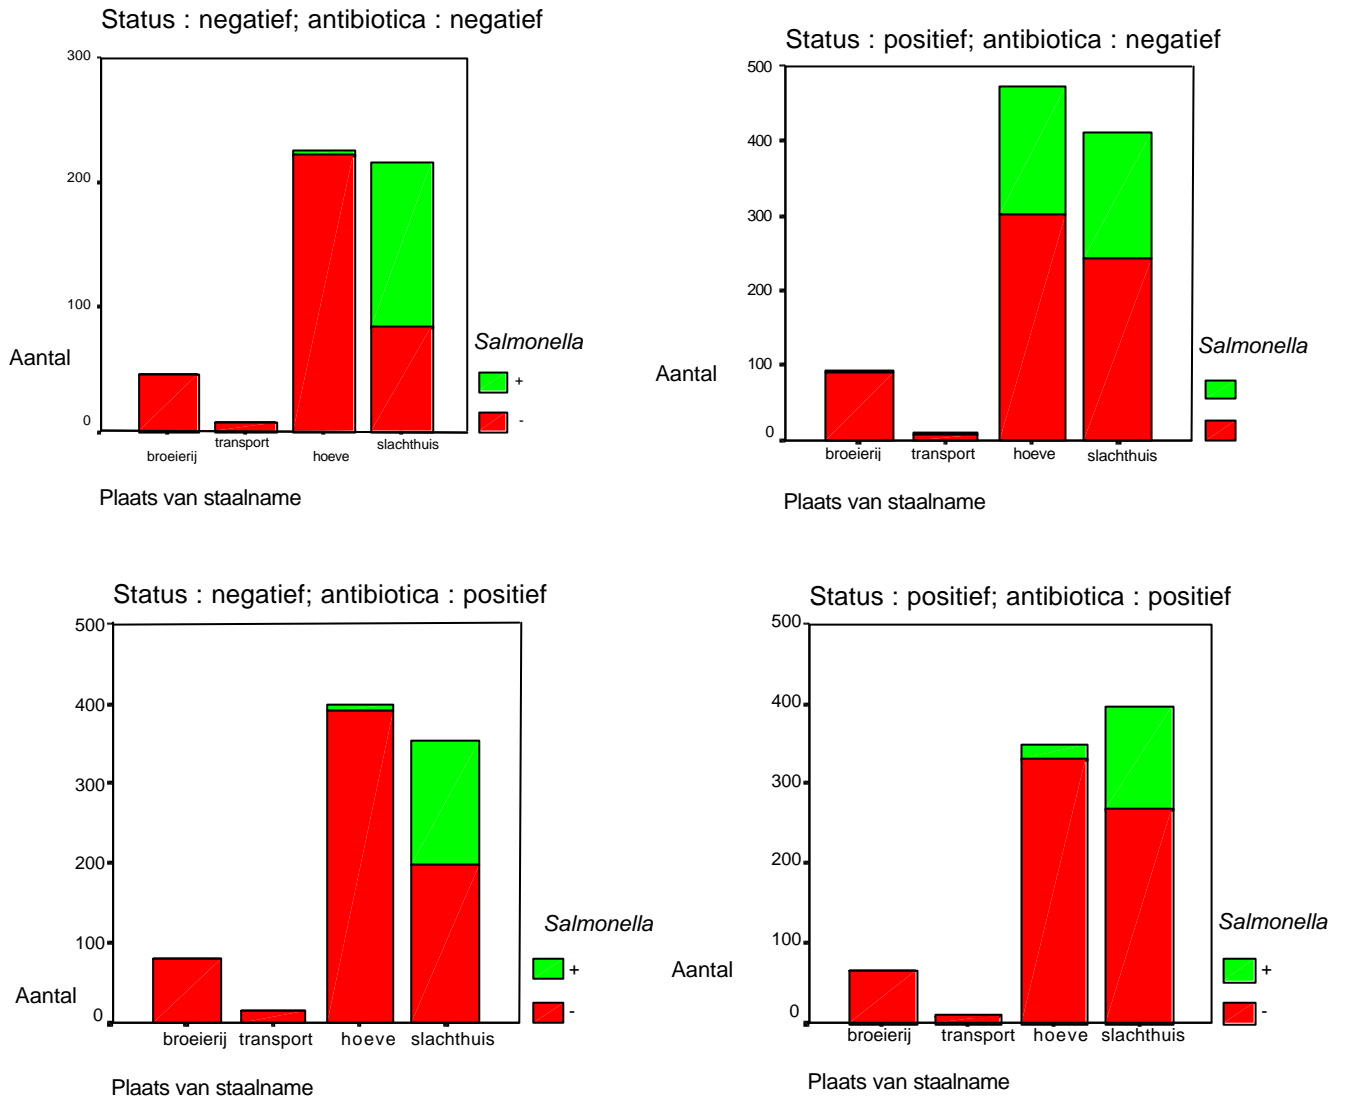 Status : negatief; antibiotica : negatief
300
200
100
0
Aantal
broeierij
transport
hoeve
slachthuis
Salmonella
+
-
Plaats van staalname
Status : positief; antibiotica : negatief
500
400
300
200
100
0
Aantal
broeierij
transport
hoeve
slachthuis
Salmonella
Plaats van staalname
Status : negatief; antibiotica : positief
500
400
300
200
100
0
Aantal
broeierij
transport
hoeve
slachthuis
Salmonella
+
-
Plaats van staalname
Status : positief; antibiotica : positief
500
400
300
200
100
0
Aantal
broeierij
transport
hoeve
slachthuis
Salmonella
+
-
Plaats van staalname